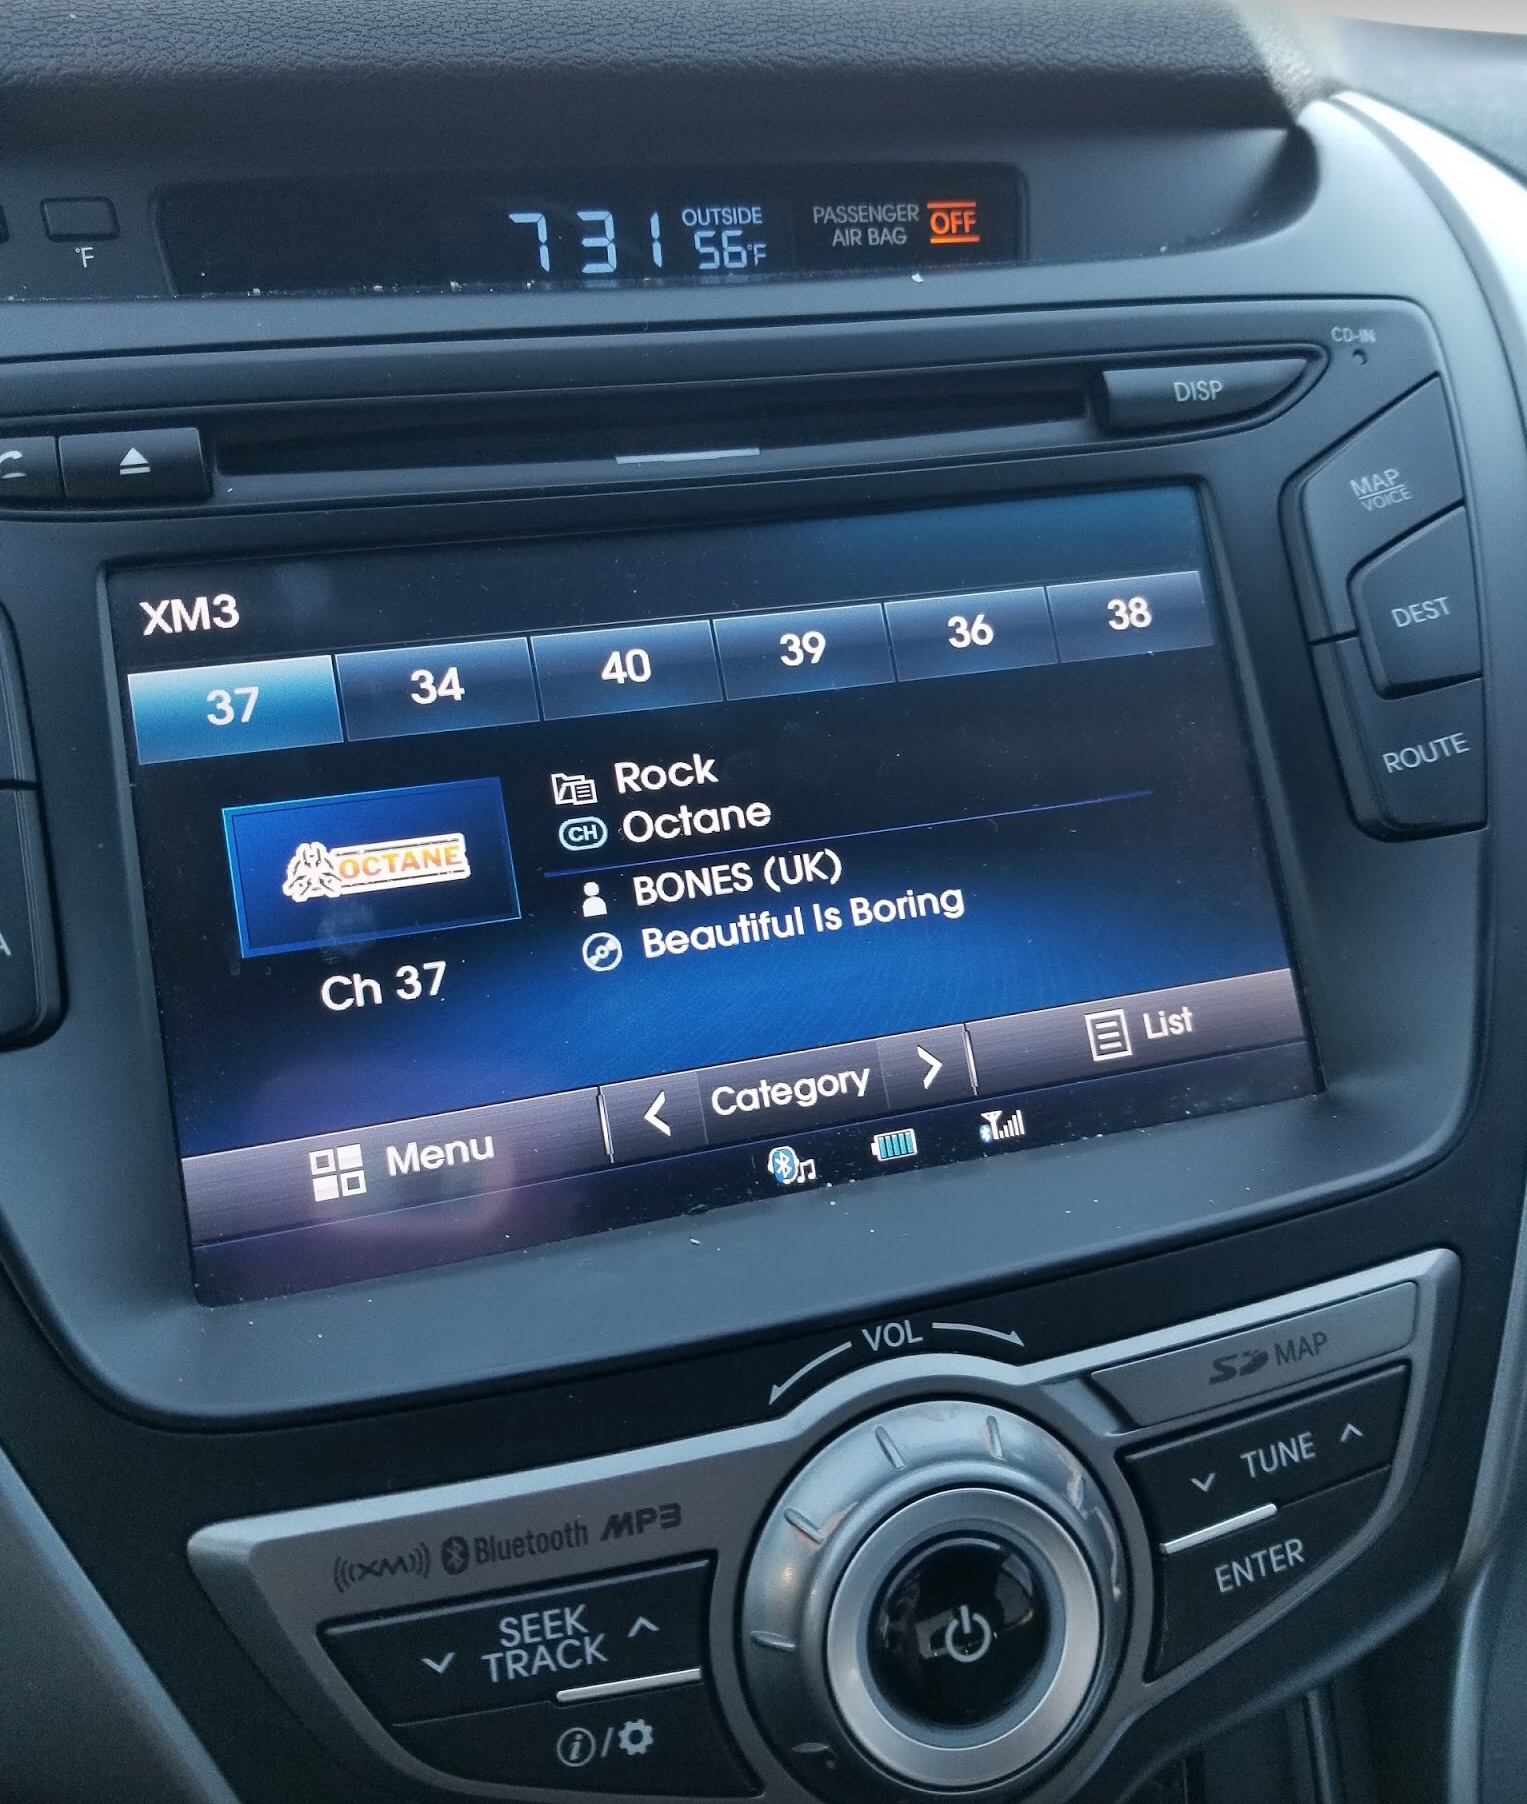 °F
7 31
OUTSIDE
56°F
PASSENGER
AIR BAG
OFF
CD-IN
DISP
MAP
VOICE
DEST
ROUTE
XM3
37 34 40 39 36 38
OCTANE
Ch 37
Rock
CH Octane
BONES (UK)
Beautiful Is Boring
Menu
Category
List
VOL
SD MAP
TUNE
ENTER
((XM)) Bluetooth MP3
SEEK
TRACK
i/